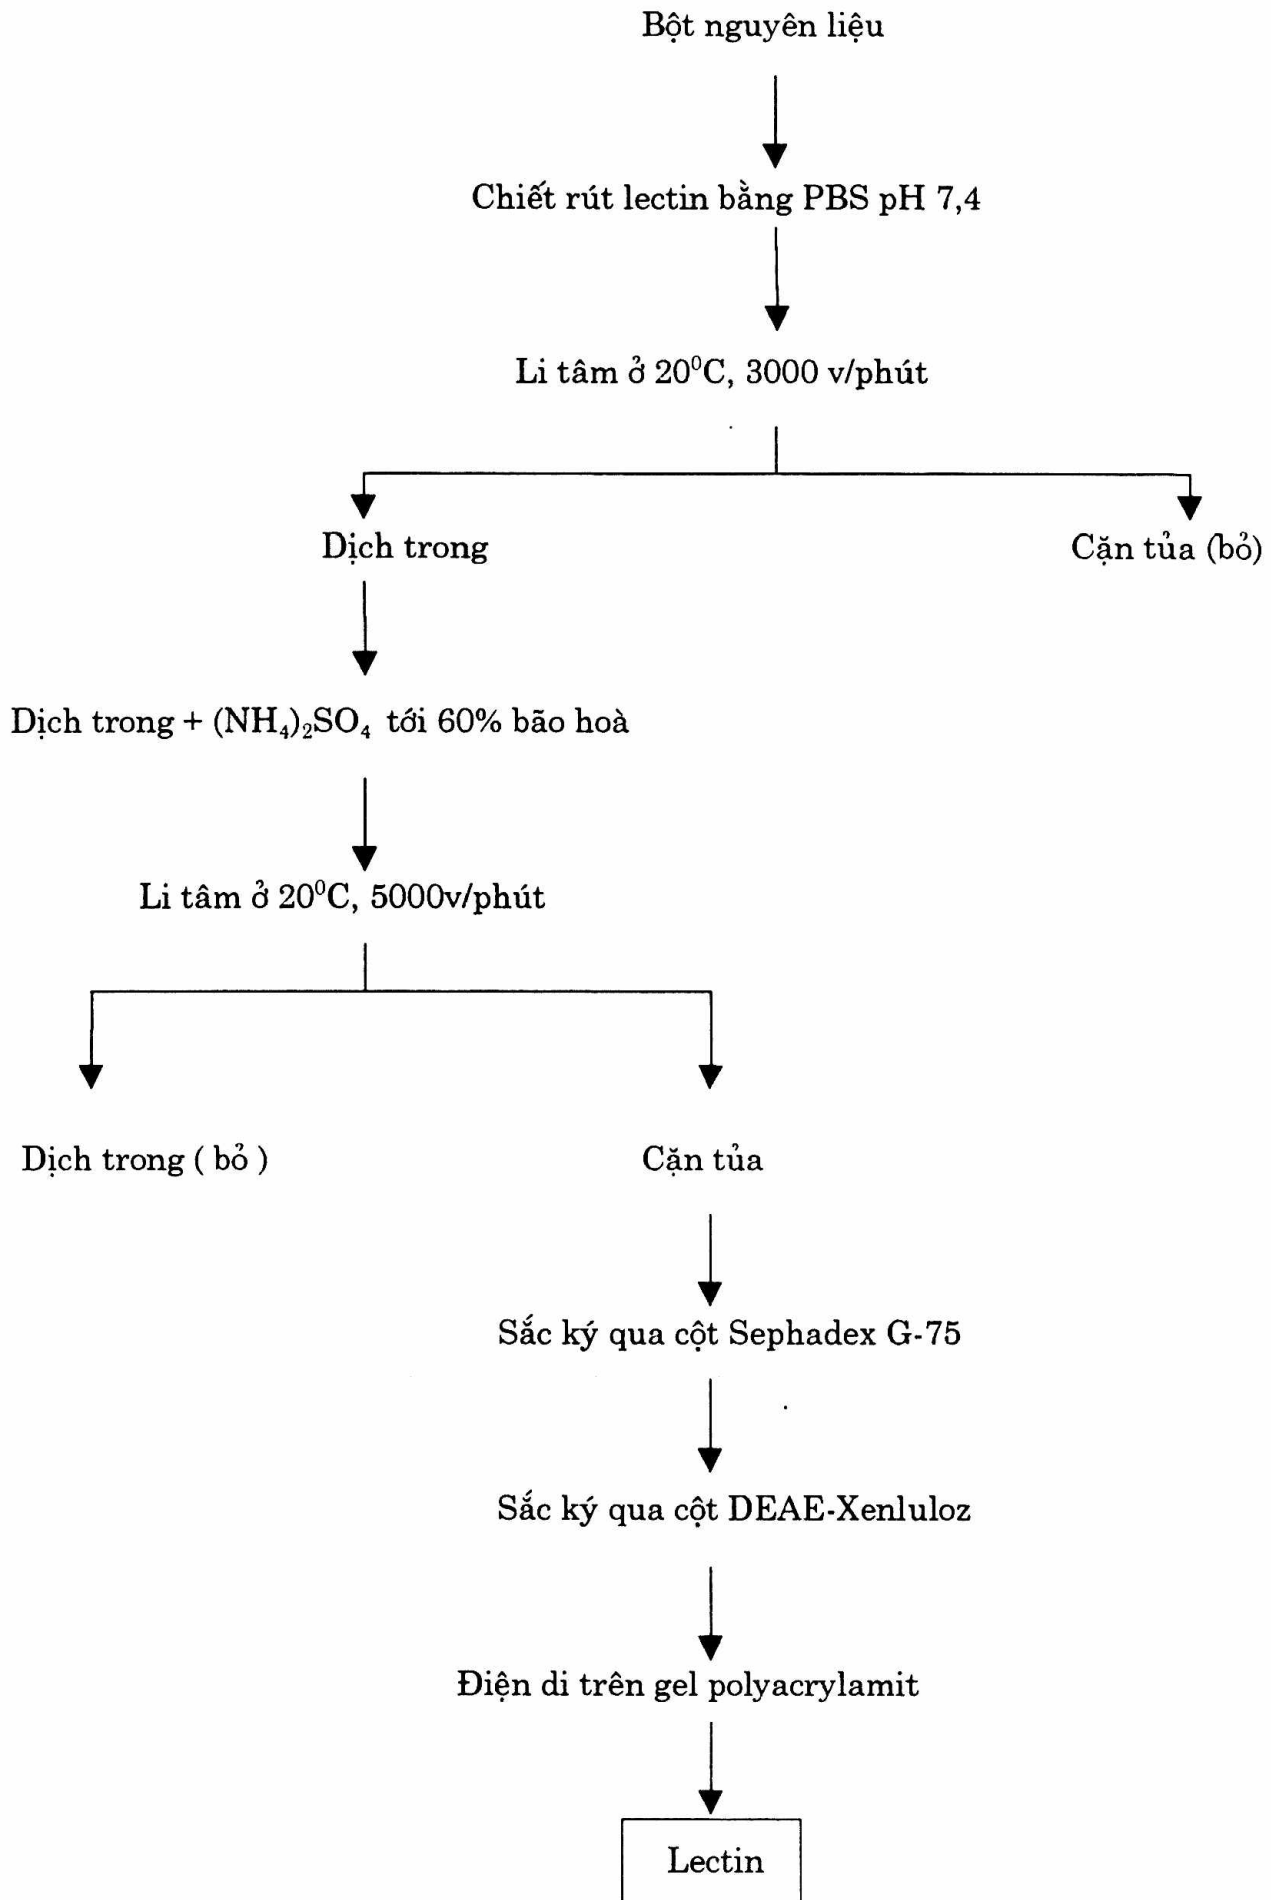 Bột nguyên liệu
Chiết rút lectin bằng PBS pH 7,4
Li tâm ở 20⁰C, 3000 v/phút
Dịch trong
Cặn tủa (bỏ)
Dịch trong + (NH₄)₂SO₄ tới 60% bão hoà
Li tâm ở 20⁰C, 5000v/phút
Dịch trong ( bỏ )
Cặn tủa
Sắc ký qua cột Sephadex G-75
Sắc ký qua cột DEAE-Xenluloz
Điện di trên gel polyacrylamit
Lectin